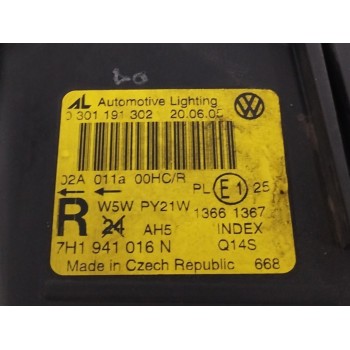 AL Automotive Lighting
0 301 191 302 20.06.05
02A 011a 00HC/R PL E1 25
R W5W PY21W 1366 1367
24 AH5 INDEX
7H1 941 016 N Q14S
Made in Czech Republic 668